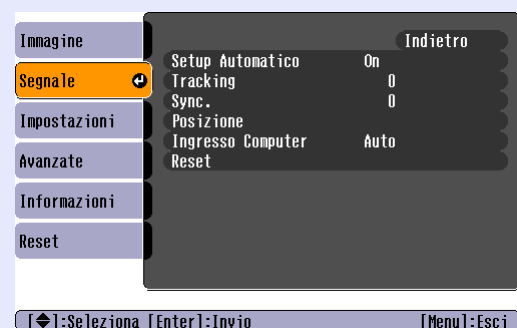 Immagine
Segnale
Impostazioni
Avanzate
Informazioni
Reset
Indietro
Setup Automatico On
Tracking 0
Sync. 0
Posizione
Ingresso Computer Auto
Reset
[◆]:Seleziona [Enter]:Invio [Menu]:Esci